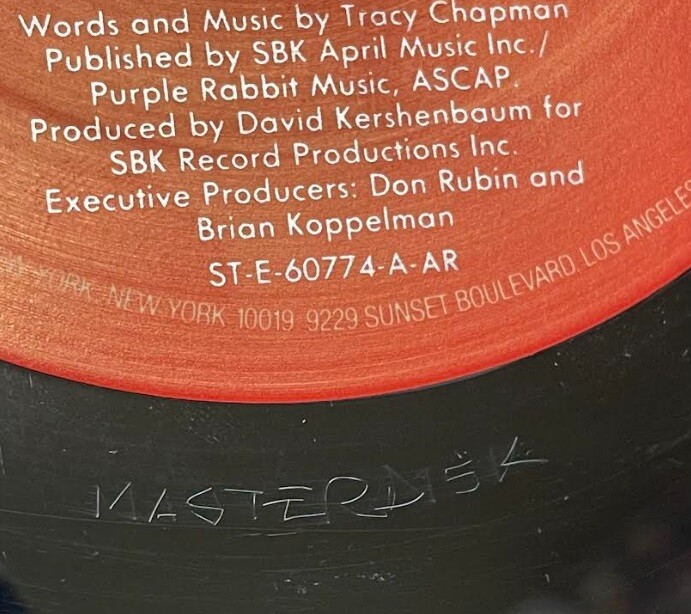 Words and Music by Tracy Chapman
Published by SBK April Music Inc./
Purple Rabbit Music, ASCAP.
Produced by David Kershenbaum for
SBK Record Productions Inc.
Executive Producers: Don Rubin and
Brian Koppelman
ST-E-60774-A-AR
YORK, NEW YORK 10019 9229 SUNSET BOULEVARD. LOS ANGELES
MASTERDISK